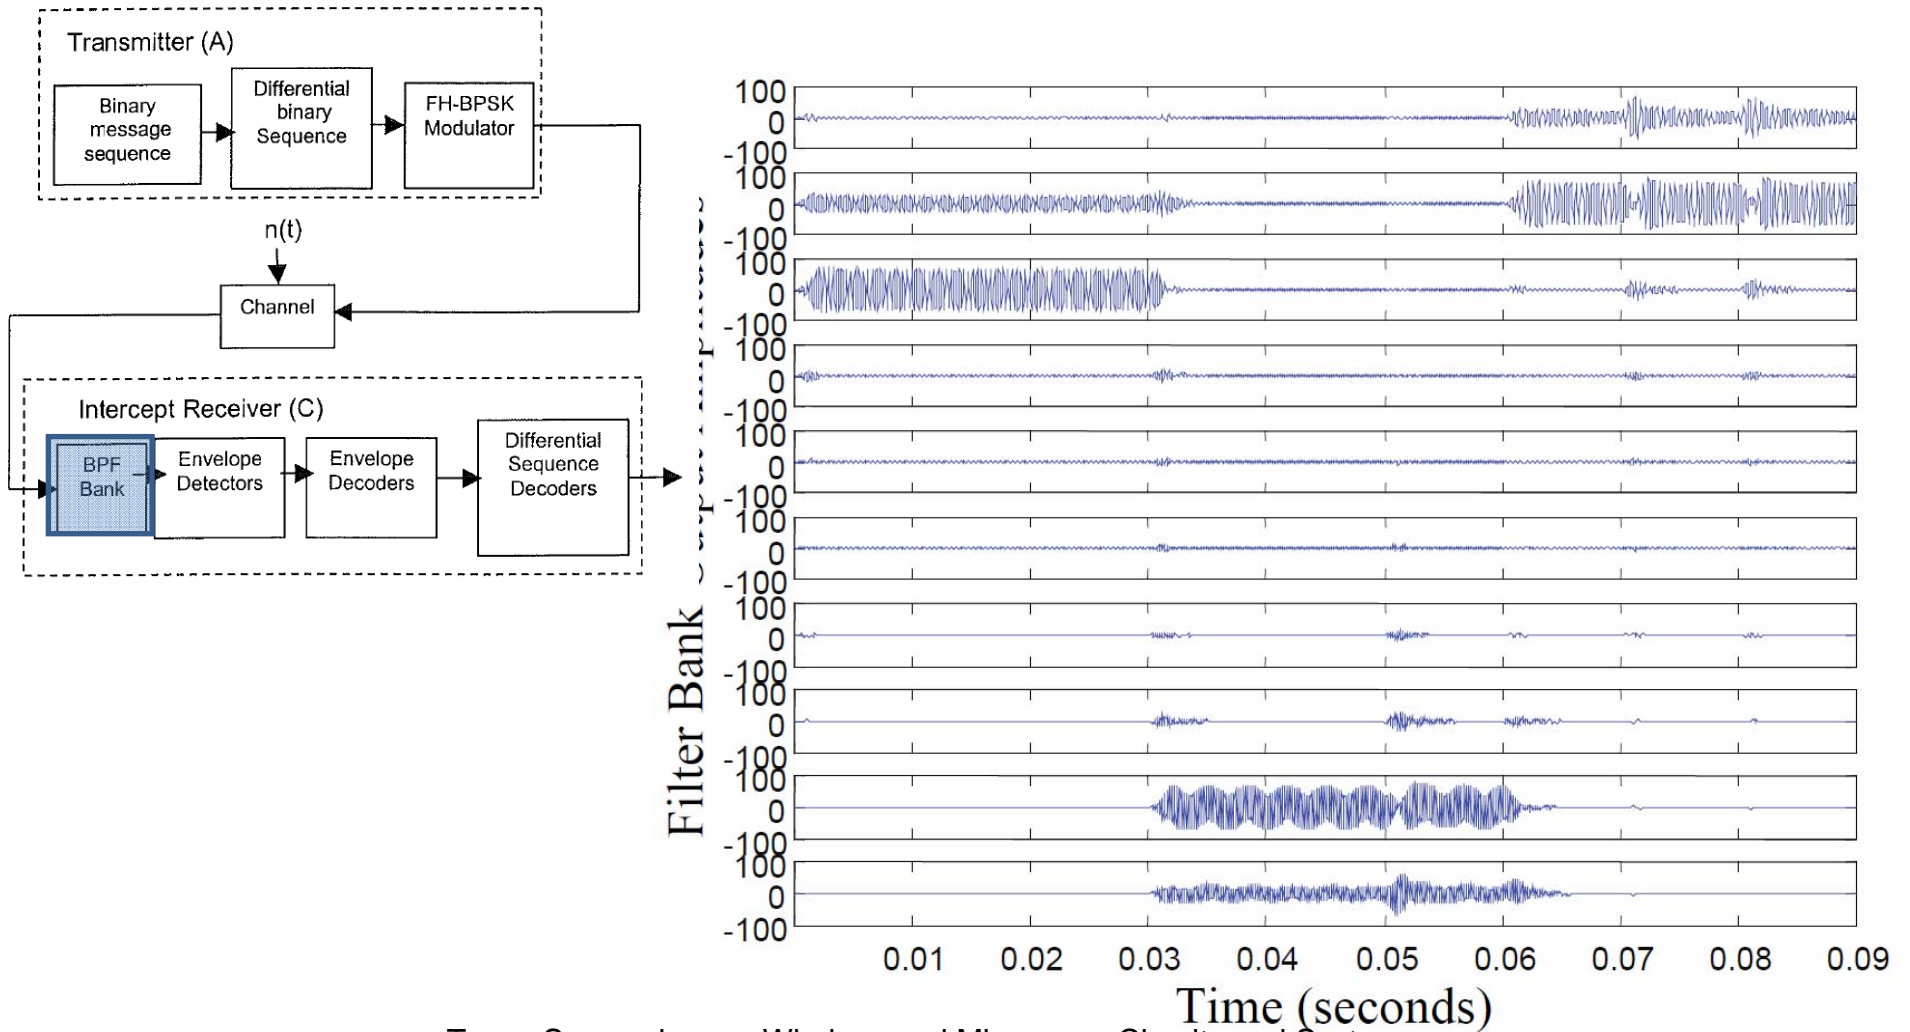 Transmitter (A)
Binary
message
sequence
Differential
binary
Sequence
FH-BPSK
Modulator
n(t)
Channel
Intercept Receiver (C)
BPF
Bank
Envelope
Detectors
Envelope
Decoders
Differential
Sequence
Decoders
Filter Bank
100
0
-100
100
0
-100
100
0
-100
100
0
-100
100
0
-100
100
0
-100
100
0
-100
100
0
-100
100
0
-100
100
0
-100
0.01 0.02 0.03 0.04 0.05 0.06 0.07 0.08 0.09
Time (seconds)